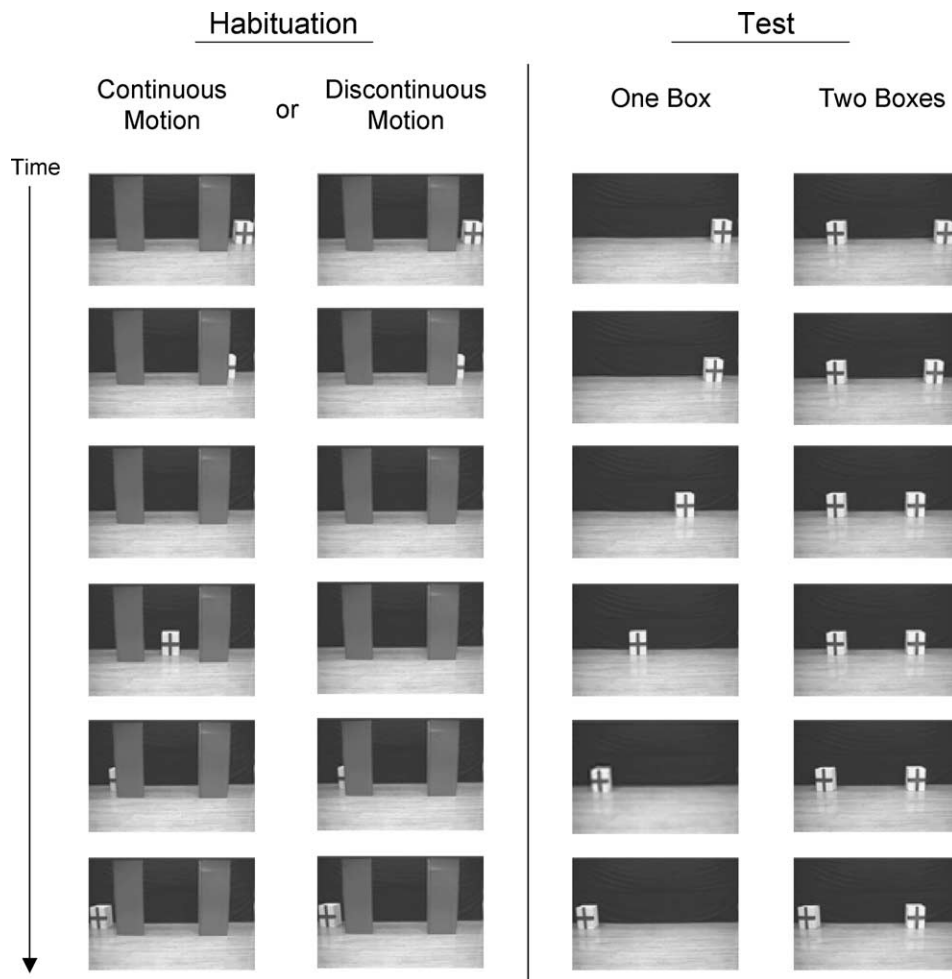 Habituation
Test
Continuous
Motion
or
Discontinuous
Motion
One Box
Two Boxes
Time